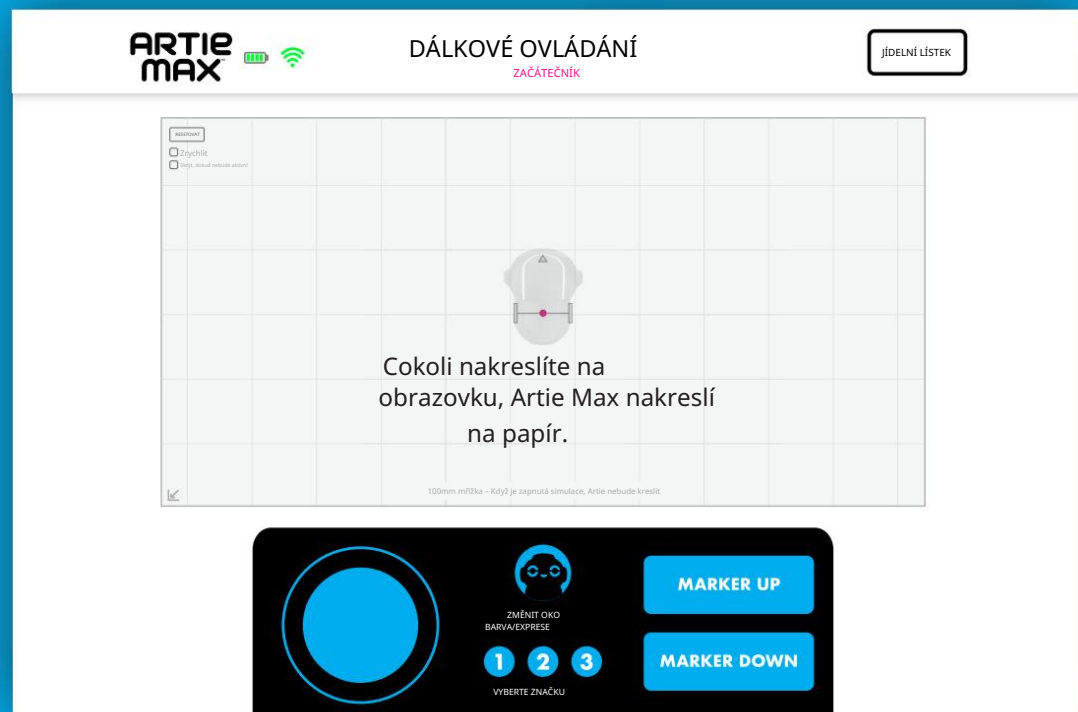 ARTIE
MAX
DÁLKOVÉ OVLÁDÁNÍ
ZAČÁTEČNÍK
JÍDELNÍ LÍSTEK
RESETOVAT
Zrychlit
Cokoli nakreslíte na
obrazovku, Artie Max nakreslí
na papír.
100mm mřížka – Když je zapnutá simulace, Artie nebude kreslit
ZMĚNIT OKO
BARVA/EXPRESE
1 2 3
VYBERTE ZNAČKU
MARKER UP
MARKER DOWN